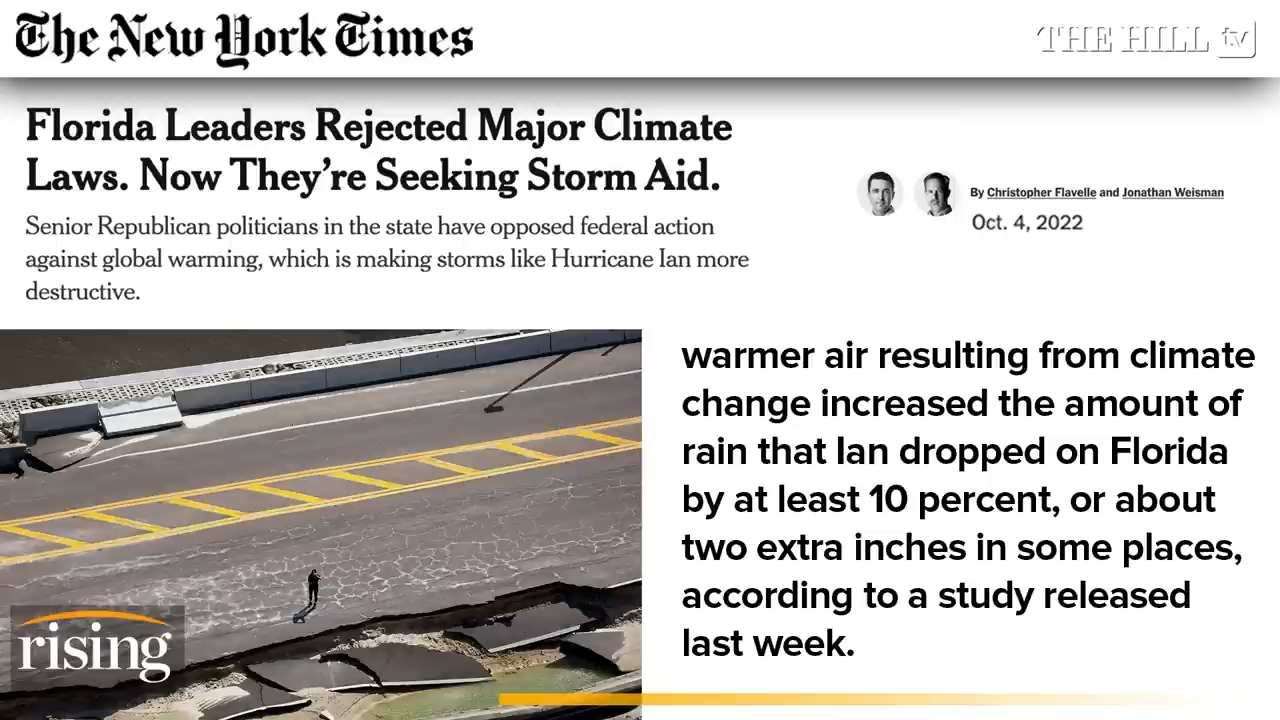 The New York Times
THE HILL tv
Florida Leaders Rejected Major Climate
Laws. Now They're Seeking Storm Aid.
Senior Republican politicians in the state have opposed federal action
against global warming, which is making storms like Hurricane Ian more
destructive.
By Christopher Flavelle and Jonathan Weisman
Oct. 4, 2022
warmer air resulting from climate
change increased the amount of
rain that Ian dropped on Florida
by at least 10 percent, or about
two extra inches in some places,
according to a study released
last week.
rising